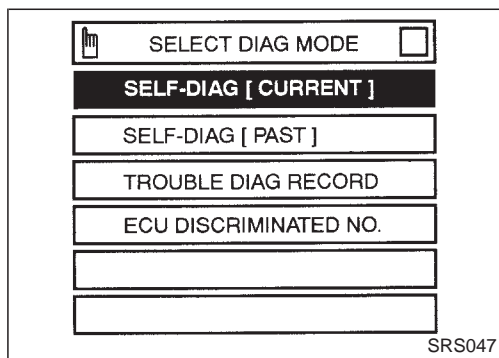 SELECT DIAG MODE
SELF-DIAG [ CURRENT ]
SELF-DIAG [ PAST ]
TROUBLE DIAG RECORD
ECU DISCRIMINATED NO.
SRS047